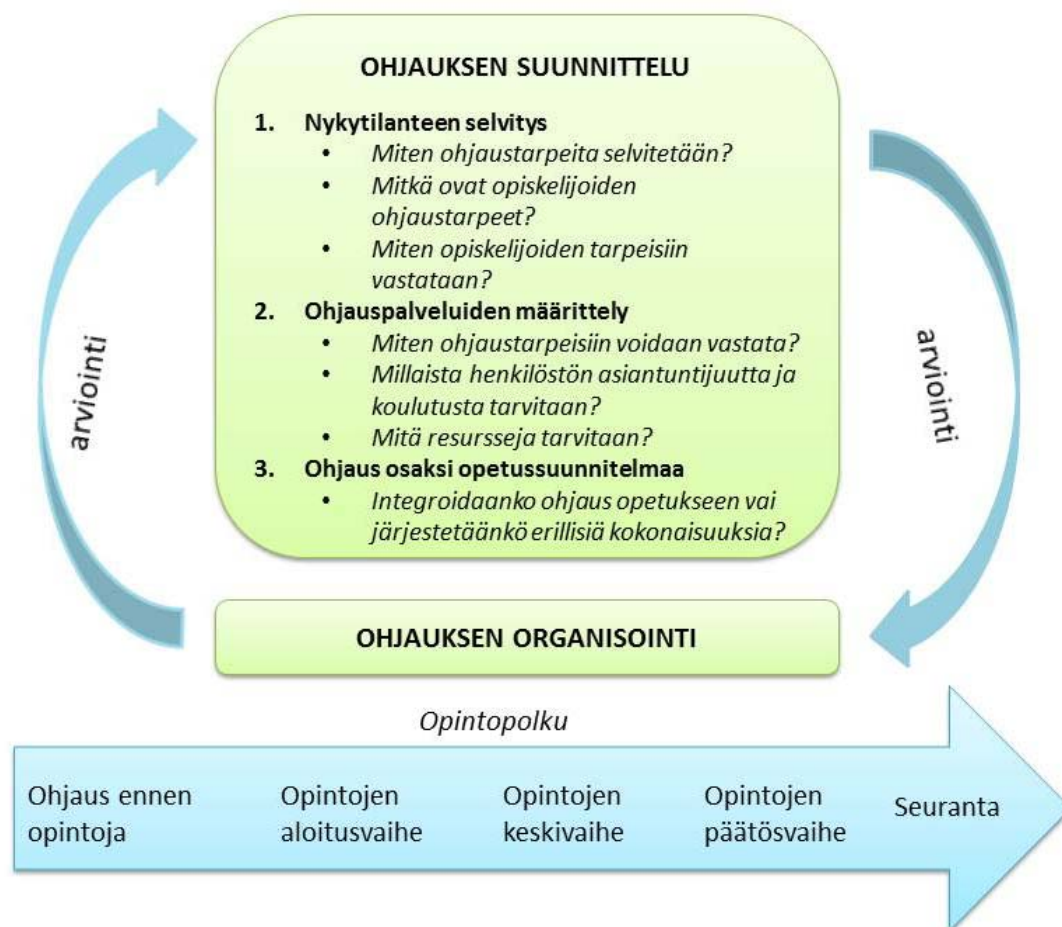 OHJAUKSEN SUUNNITTELU
1. Nykytilanteen selvitys
• Miten ohjaustarpeita selvitetään?
• Mitkä ovat opiskelijoiden
ohjaustarpeet?
• Miten opiskelijoiden tarpeisiin
vastataan?
2. Ohjauspalveluiden määrittely
• Miten ohjaustarpeisiin voidaan vastata?
• Millaista henkilöstön asiantuntijuutta ja
koulutusta tarvitaan?
• Mitä resursseja tarvitaan?
3. Ohjaus osaksi opetussuunnitelmaa
• Integroidaanko ohjaus opetukseen vai
järjestetäänkö erillisiä kokonaisuuksia?
arviointi
arviointi
OHJAUKSEN ORGANISOINTI
Opintopolku
Ohjaus ennen
opintoja
Opintojen
aloitusvaihe
Opintojen
keskivaihe
Opintojen
päätösvaihe
Seuranta